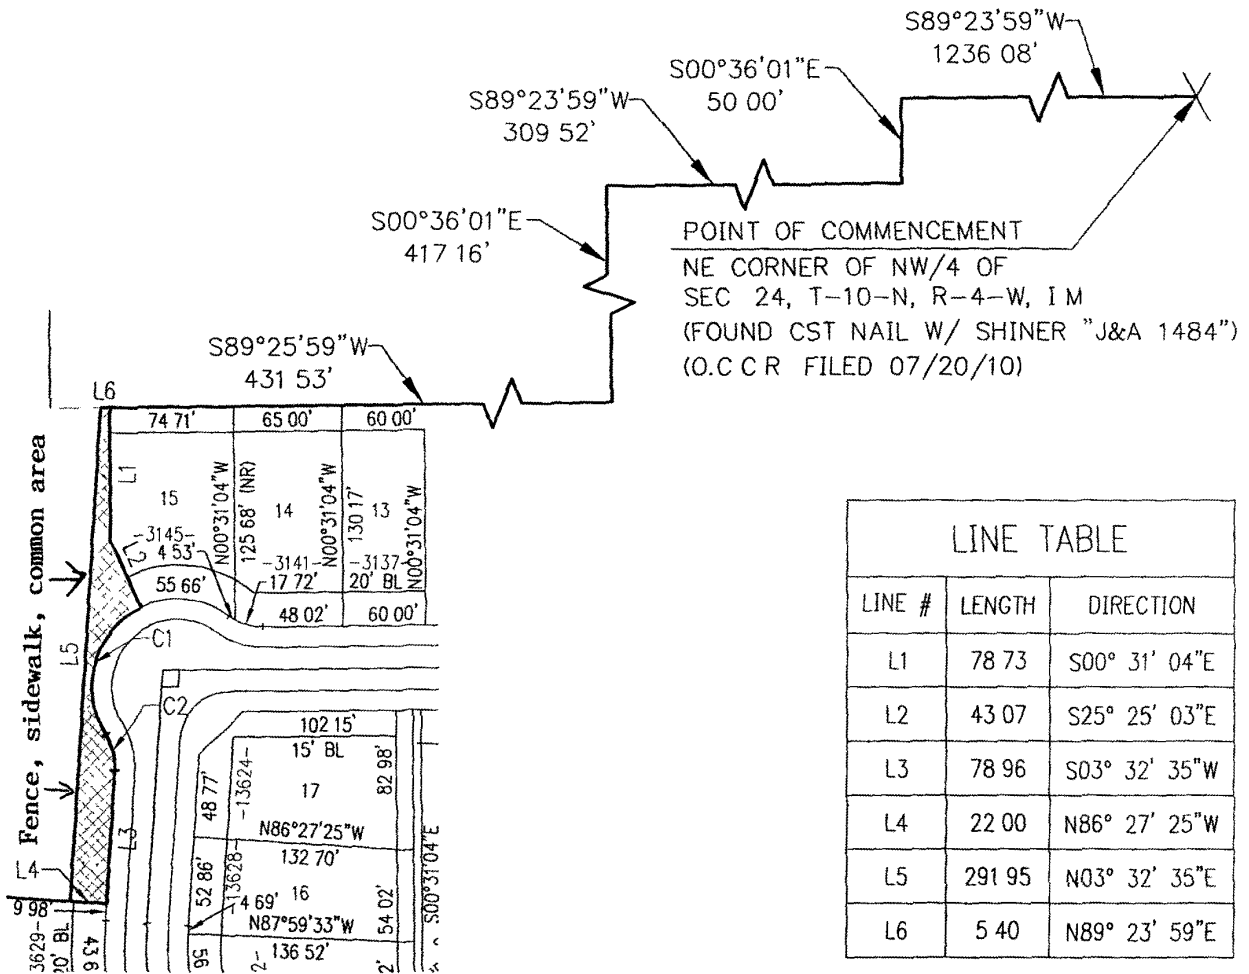 S89°23'59"W
1236 08'
S00°36'01"E
50 00'
S89°23'59"W
309 52'
S00°36'01"E
417 16'
POINT OF COMMENCEMENT
NE CORNER OF NW/4 OF
SEC 24, T-10-N, R-4-W, I M
(FOUND CST NAIL W/ SHINER "J&A 1484")
(O.C C R FILED 07/20/10)
S89°25'59"W
431 53'
L6
74 71'
65 00'
60 00'
Fence, sidewalk, common area
L1
15
N00°31'04"W
125 68' (NR)
14
N00°31'04"W
130 17'
13
N00°31'04"W
-3145-
L2
4 53'
-3141-
-3137-
55 66'
17 72'
20' BL
48 02'
60 00'
C1
L5
C2
102 15'
15' BL
48 77'
-13624-
17
82 98'
N86°27'25"W
L3
132 70'
L4
52 86'
-13628-
16
4 69'
54 02'
S00°31'04"E
N87°59'33"W
9 98
3629-
20' BL
43 6
95
2-
136 52'
2'
LINE TABLE
LINE # LENGTH DIRECTION
L1 78 73 S00° 31' 04"E
L2 43 07 S25° 25' 03"E
L3 78 96 S03° 32' 35"W
L4 22 00 N86° 27' 25"W
L5 291 95 N03° 32' 35"E
L6 5 40 N89° 23' 59"E